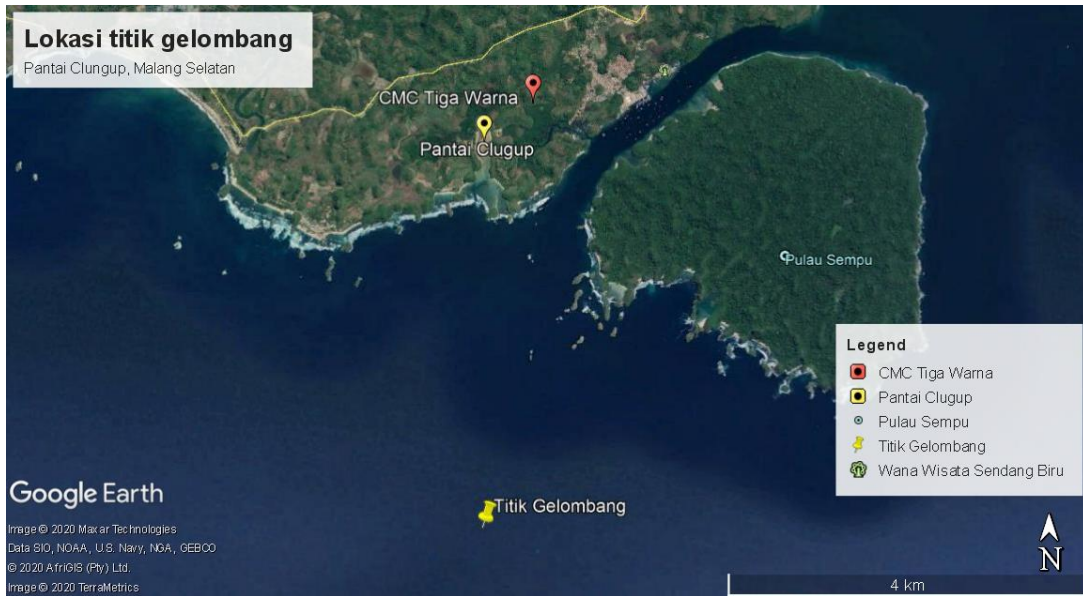 Lokasi titik gelombang
Pantai Clungup, Malang Selatan
CMC Tiga Warna
Pantai Clugup
Pulau Sempu
Legend
CMC Tiga Warna
Pantai Clugup
Pulau Sempu
Titik Gelombang
Wana Wisata Sendang Biru
Titik Gelombang
Google Earth
Image © 2020 Maxar Technologies
Data SIO, NOAA, U.S. Navy, NGA, GEBCO
© 2020 AfriGIS (Pty) Ltd.
Image © 2020 TerraMetrics
N
4 km